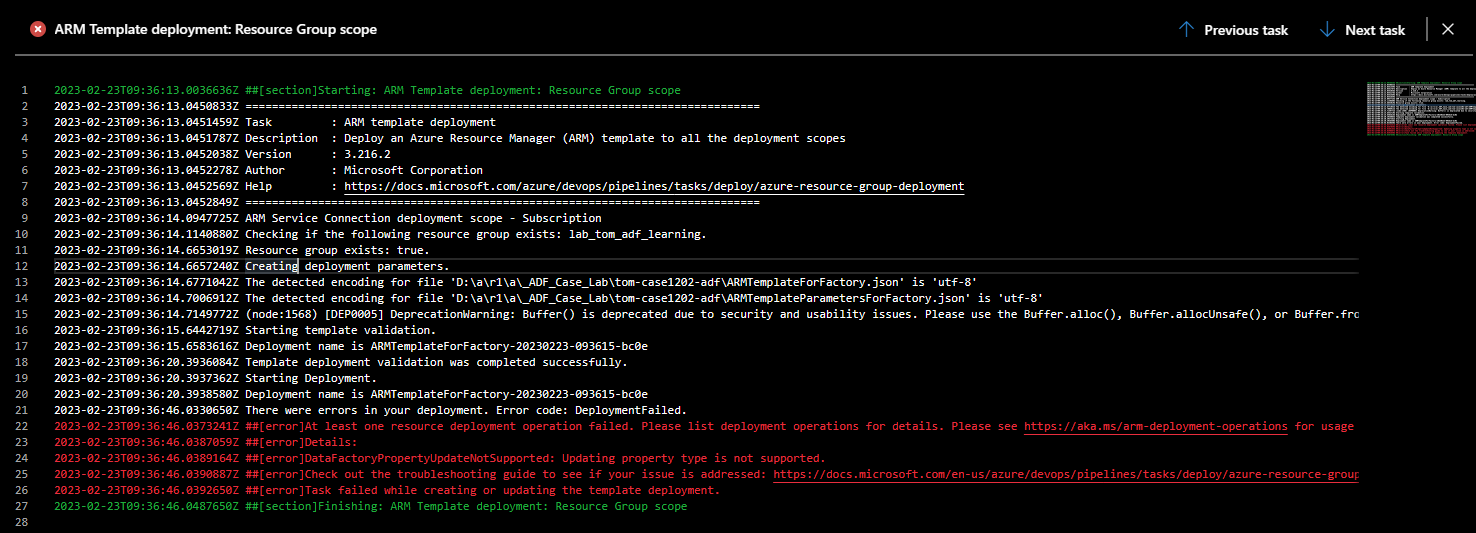 ARM Template deployment: Resource Group scope
Previous task
Next task
1 2023-02-23T09:36:13.0036636Z ##[section]Starting: ARM Template deployment: Resource Group scope
2 2023-02-23T09:36:13.0450833Z ==============================================================================
3 2023-02-23T09:36:13.0451459Z Task         : ARM template deployment
4 2023-02-23T09:36:13.0451787Z Description  : Deploy an Azure Resource Manager (ARM) template to all the deployment scopes
5 2023-02-23T09:36:13.0452038Z Version      : 3.216.2
6 2023-02-23T09:36:13.0452278Z Author       : Microsoft Corporation
7 2023-02-23T09:36:13.0452569Z Help         : https://docs.microsoft.com/azure/devops/pipelines/tasks/deploy/azure-resource-group-deployment
8 2023-02-23T09:36:13.0452849Z ==============================================================================
9 2023-02-23T09:36:14.0947725Z ARM Service Connection deployment scope - Subscription
10 2023-02-23T09:36:14.1140880Z Checking if the following resource group exists: lab_tom_adf_learning.
11 2023-02-23T09:36:14.6653019Z Resource group exists: true.
12 2023-02-23T09:36:14.6657240Z Creating deployment parameters.
13 2023-02-23T09:36:14.6771042Z The detected encoding for file 'D:\a\r1\a\_ADF_Case_Lab\tom-case1202-adf\ARMTemplateForFactory.json' is 'utf-8'
14 2023-02-23T09:36:14.7006912Z The detected encoding for file 'D:\a\r1\a\_ADF_Case_Lab\tom-case1202-adf\ARMTemplateParametersForFactory.json' is 'utf-8'
15 2023-02-23T09:36:14.7149772Z (node:1568) [DEP0005] DeprecationWarning: Buffer() is deprecated due to security and usability issues. Please use the Buffer.alloc(), Buffer.allocUnsafe(), or Buffer.fro
16 2023-02-23T09:36:15.6442719Z Starting template validation.
17 2023-02-23T09:36:15.6583616Z Deployment name is ARMTemplateForFactory-20230223-093615-bc0e
18 2023-02-23T09:36:20.3936084Z Template deployment validation was completed successfully.
19 2023-02-23T09:36:20.3937362Z Starting Deployment.
20 2023-02-23T09:36:20.3938580Z Deployment name is ARMTemplateForFactory-20230223-093615-bc0e
21 2023-02-23T09:36:46.0330650Z There were errors in your deployment. Error code: DeploymentFailed.
22 2023-02-23T09:36:46.0373241Z ##[error]At least one resource deployment operation failed. Please list deployment operations for details. Please see https://aka.ms/arm-deployment-operations for usage
23 2023-02-23T09:36:46.0387059Z ##[error]Details:
24 2023-02-23T09:36:46.0389164Z ##[error]DataFactoryPropertyUpdateNotSupported: Updating property type is not supported.
25 2023-02-23T09:36:46.0390887Z ##[error]Check out the troubleshooting guide to see if your issue is addressed: https://docs.microsoft.com/en-us/azure/devops/pipelines/tasks/deploy/azure-resource-group
26 2023-02-23T09:36:46.0392650Z ##[error]Task failed while creating or updating the template deployment.
27 2023-02-23T09:36:46.0487650Z ##[section]Finishing: ARM Template deployment: Resource Group scope
28